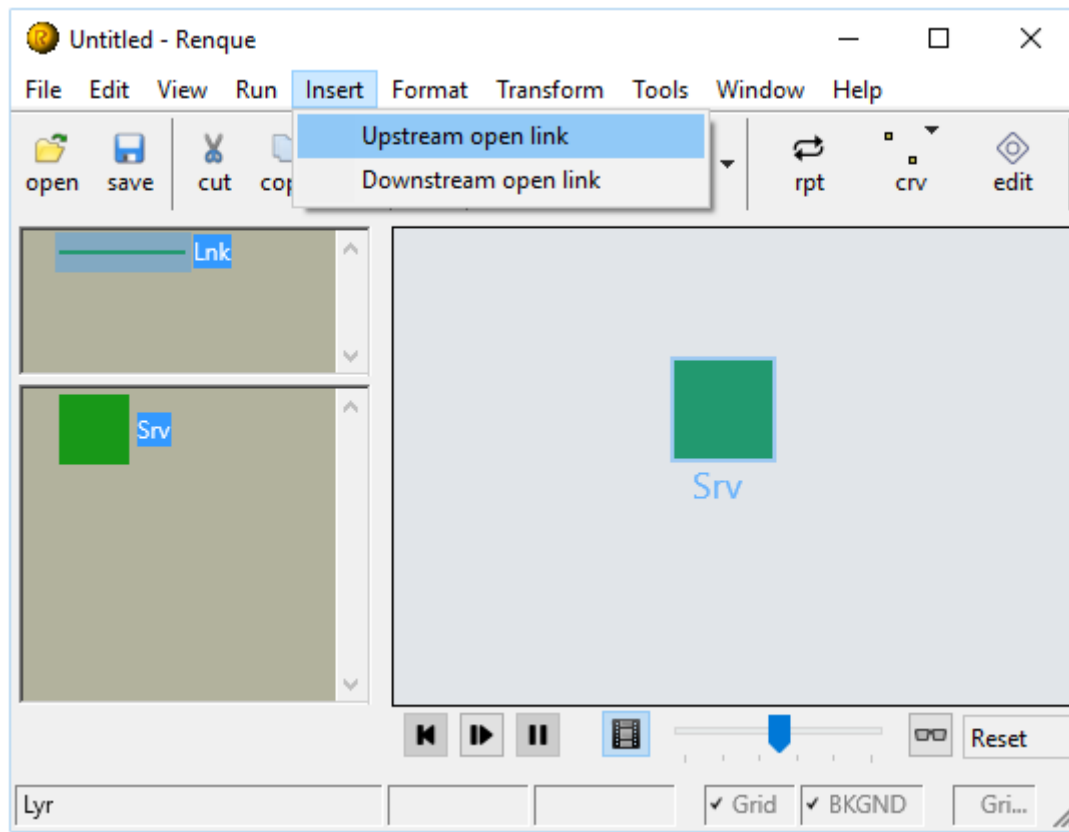 Untitled - Renque
File Edit View Run Insert Format Transform Tools Window Help
Upstream open link
Downstream open link
open save cut rpt crv edit
Lnk
Srv
Srv
Reset
Lyr Grid BKGND Gri...